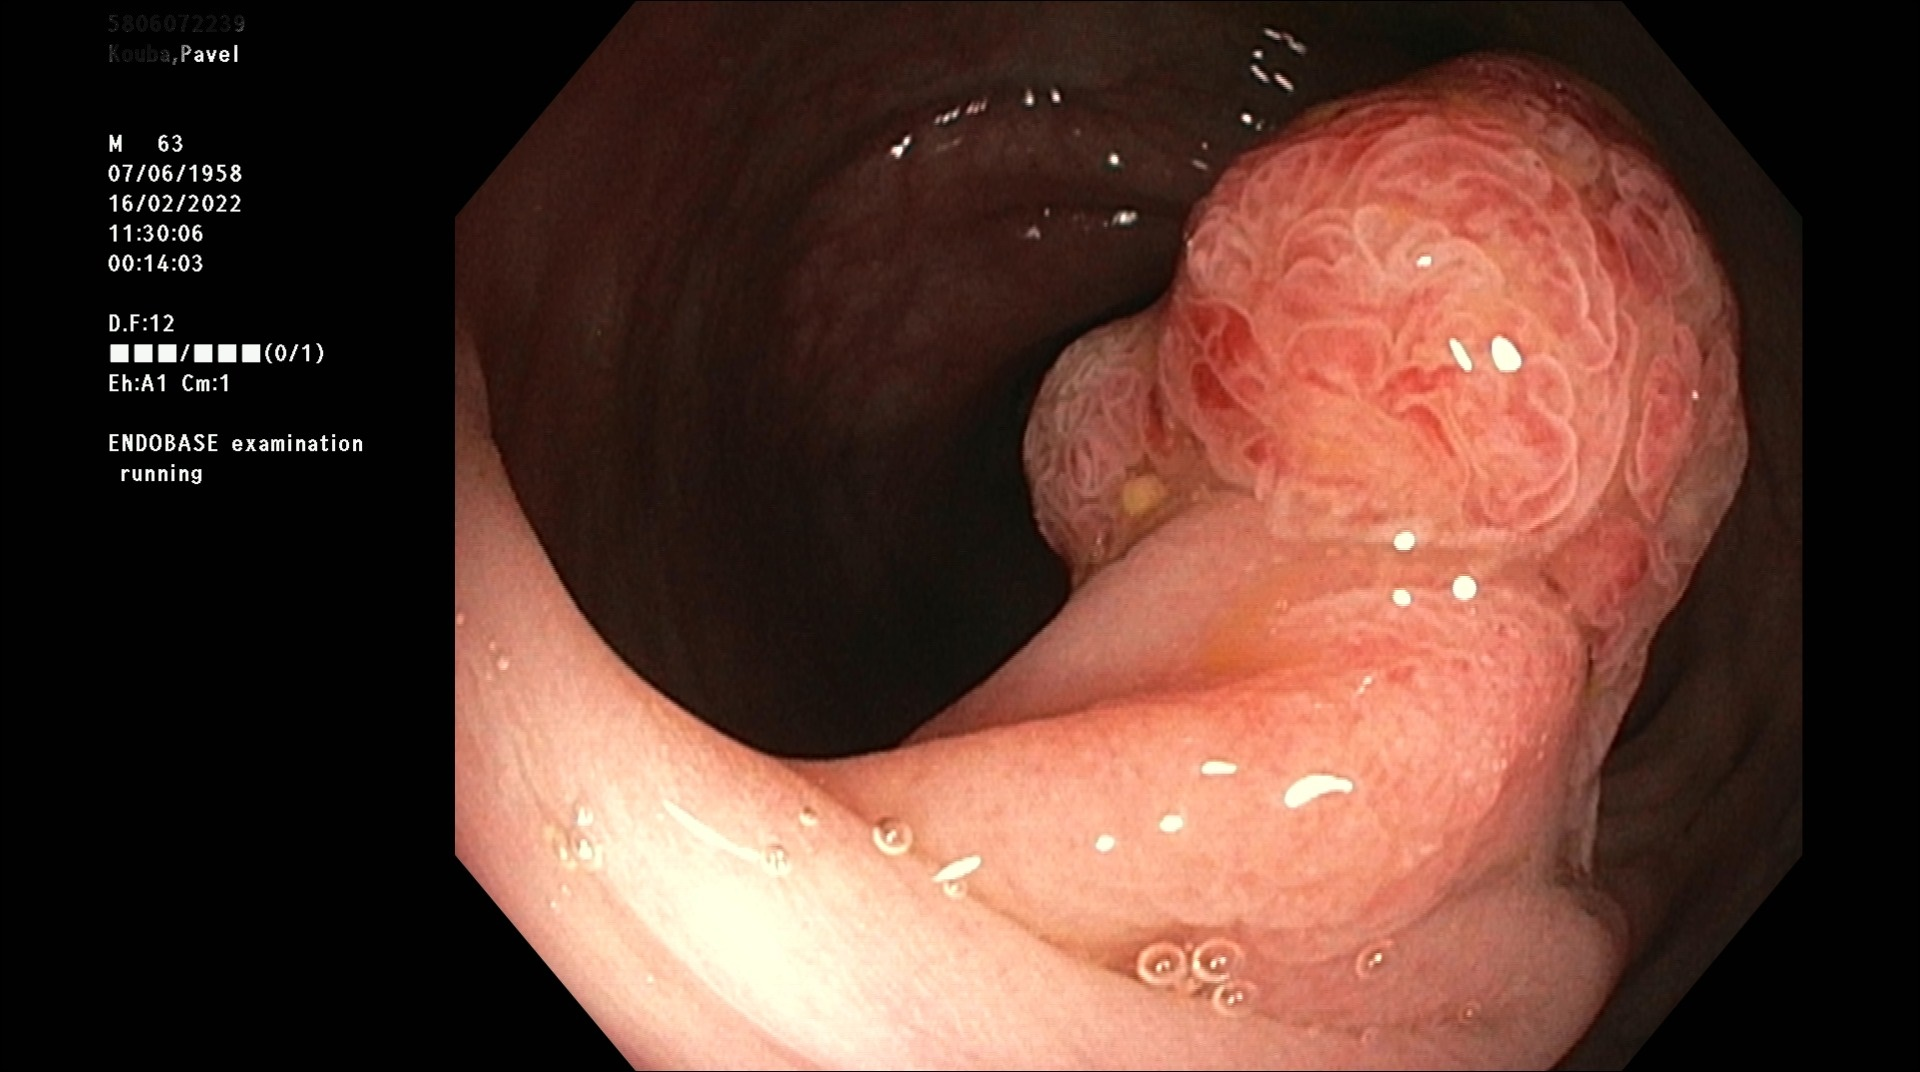 5806072239
Kouba,Pavel
M 63
07/06/1958
16/02/2022
11:30:06
00:14:03
D.F:12
■■■/■■■(0/1)
Eh:A1 Cm:1
ENDOBASE examination
running